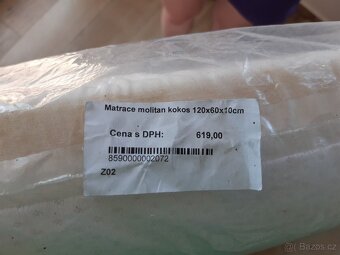 Matrace molitan kokos 120x60x10cm
Cena s DPH: 619,00
8590000002072
Z02
Bazos.cz